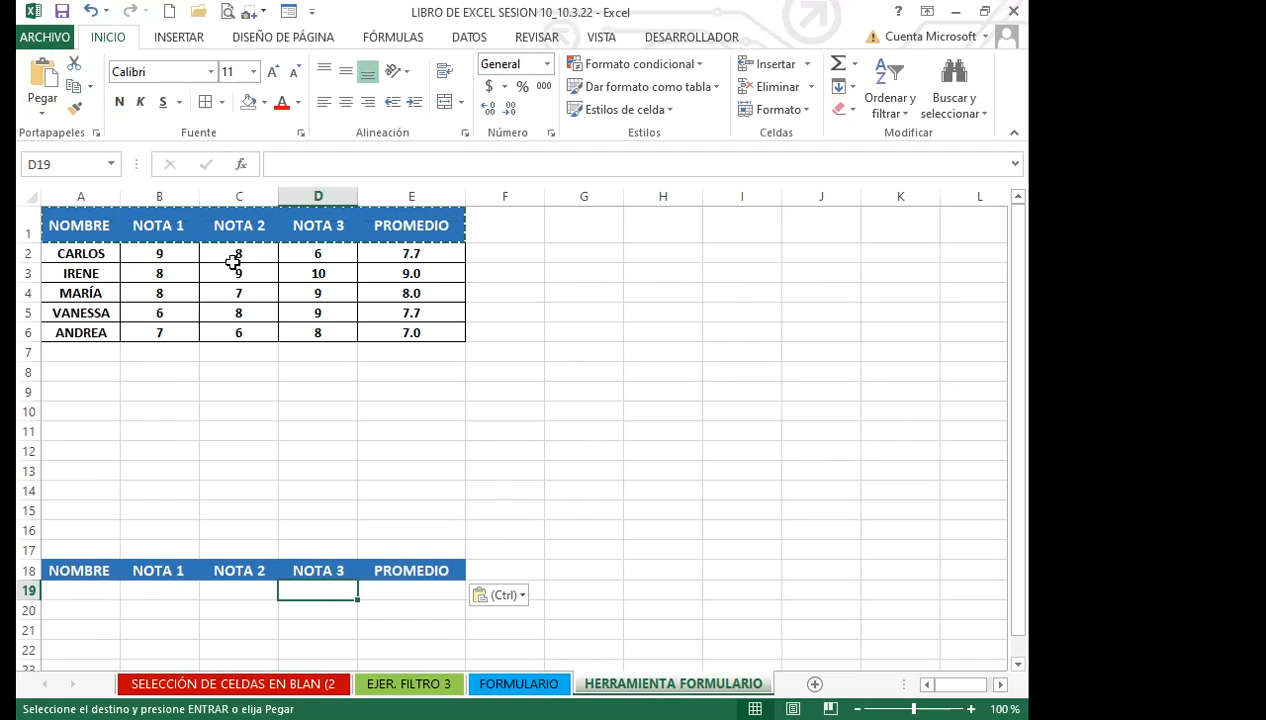 LIBRO DE EXCEL SESION 10_10.3.22 - Excel
?
ARCHIVO INICIO INSERTAR DISEÑO DE PÁGINA FÓRMULAS DATOS REVISAR VISTA DESARROLLADOR Cuenta Microsoft
Pegar
Calibri 11
General
Formato condicional
Dar formato como tabla
Estilos de celda
Insertar
Eliminar
Formato
Ordenar y filtrar
Buscar y seleccionar
N K S
$ % 000
Portapapeles Fuente Alineación Número Estilos Celdas Modificar
D19 fx
A B C D E F G H I J K L
1 NOMBRE NOTA 1 NOTA 2 NOTA 3 PROMEDIO
2 CARLOS 9 8 6 7.7
3 IRENE 8 9 10 9.0
4 MARÍA 8 7 9 8.0
5 VANESSA 6 8 9 7.7
6 ANDREA 7 6 8 7.0
7
8
9
10
11
12
13
14
15
16
17
18 NOMBRE NOTA 1 NOTA 2 NOTA 3 PROMEDIO
19 (Ctrl)
20
21
22
23
SELECCIÓN DE CELDAS EN BLAN (2 EJER. FILTRO 3 FORMULARIO HERRAMIENTA FORMULARIO
Seleccione el destino y presione ENTRAR o elija Pegar 100 %